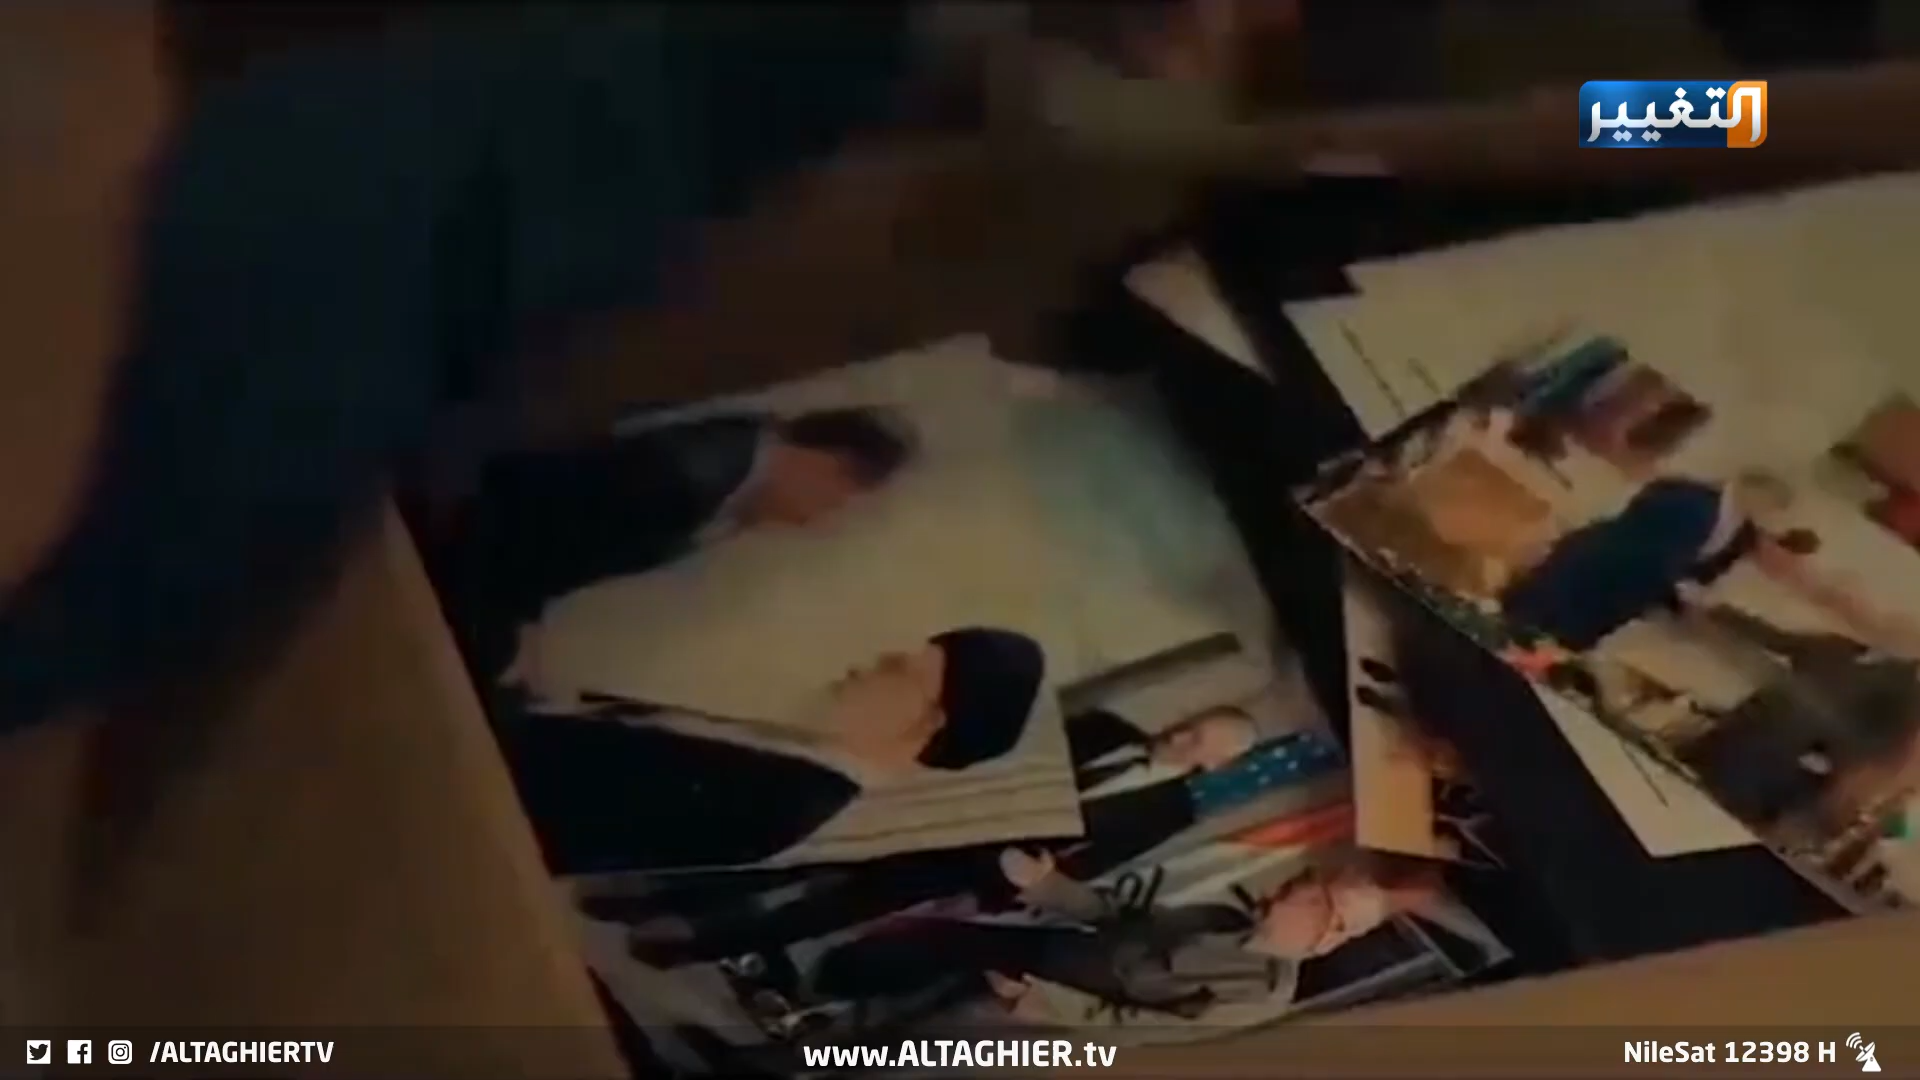 التغيير
/ALTAGHIERTV
www.ALTAGHIER.tv
NileSat 12398 H